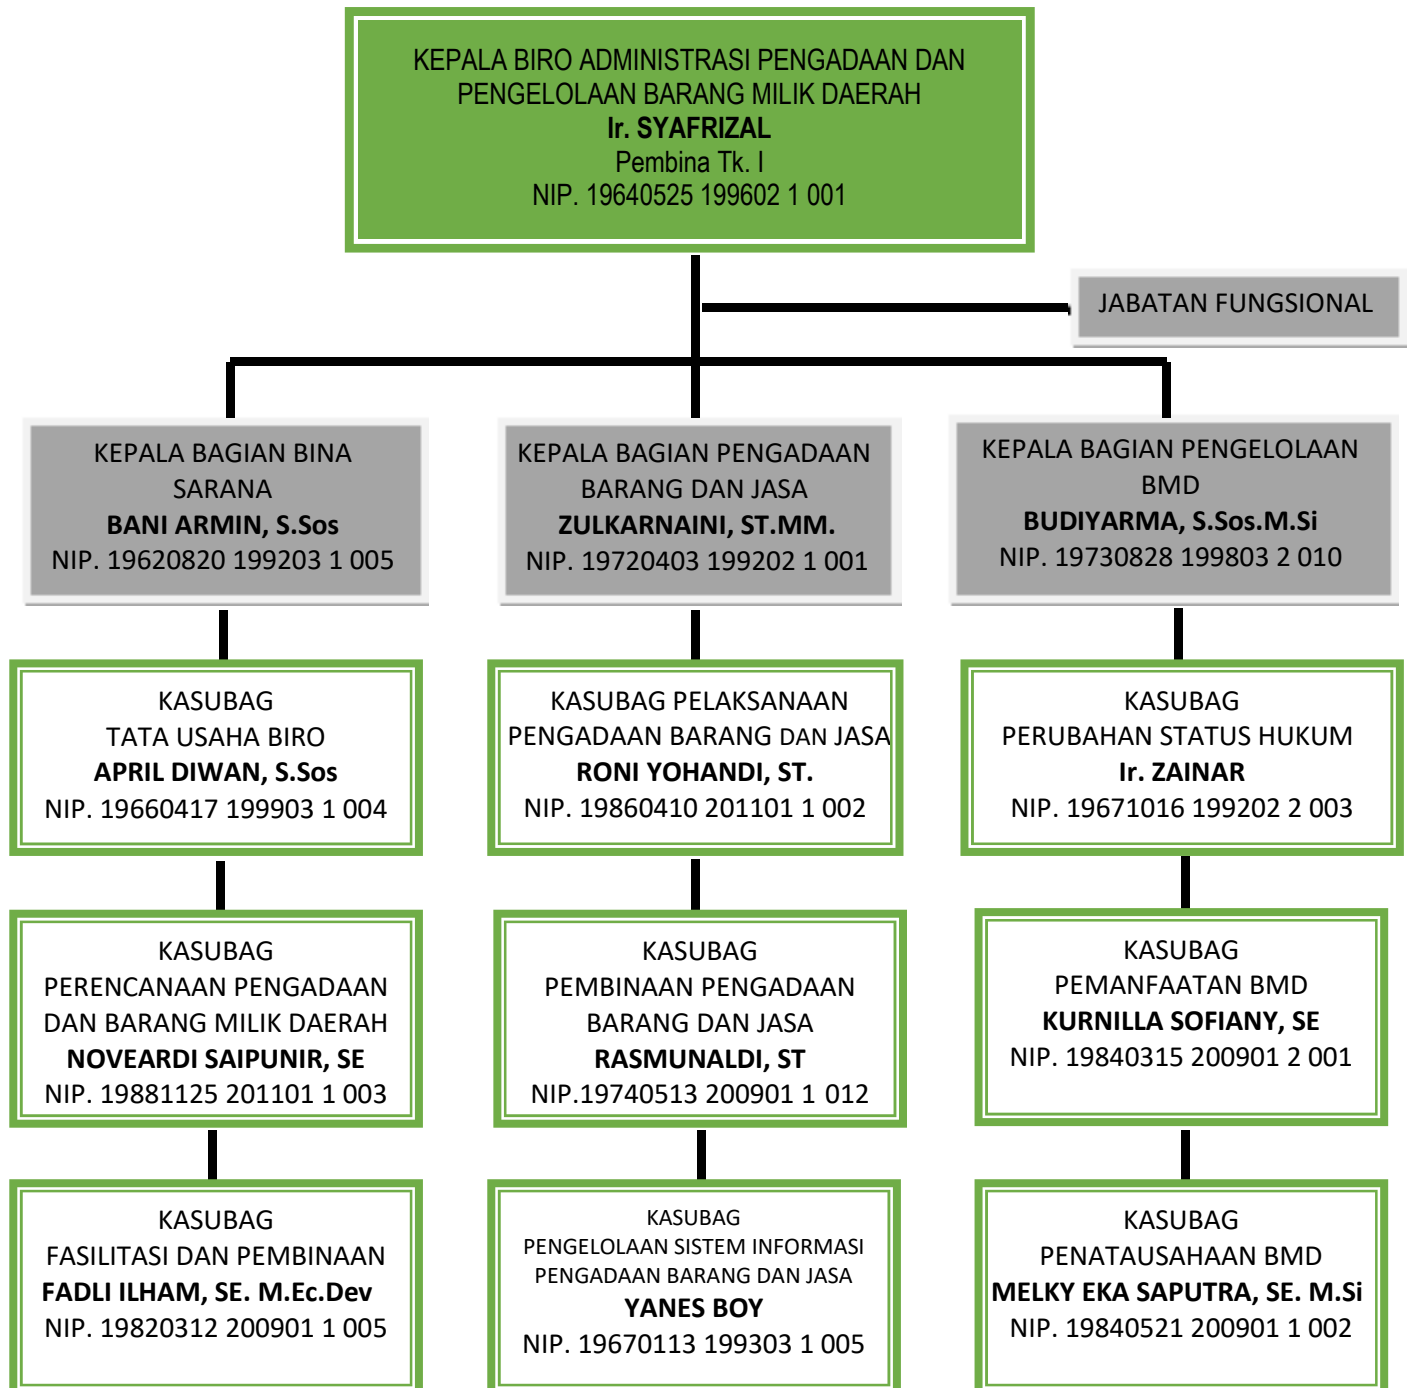 KEPALA BIRO ADMINISTRASI PENGADAAN DAN
PENGELOLAAN BARANG MILIK DAERAH
Ir. SYAFRIZAL
Pembina Tk. I
NIP. 19640525 199602 1 001
JABATAN FUNGSIONAL
KEPALA BAGIAN BINA
SARANA
BANI ARMIN, S.Sos
NIP. 19620820 199203 1 005
KEPALA BAGIAN PENGADAAN
BARANG DAN JASA
ZULKARNAINI, ST.MM.
NIP. 19720403 199202 1 001
KEPALA BAGIAN PENGELOLAAN
BMD
BUDIYARMA, S.Sos.M.Si
NIP. 19730828 199803 2 010
KASUBAG
TATA USAHA BIRO
APRIL DIWAN, S.Sos
NIP. 19660417 199903 1 004
KASUBAG PELAKSANAAN
PENGADAAN BARANG DAN JASA
RONI YOHANDI, ST.
NIP. 19860410 201101 1 002
KASUBAG
PERUBAHAN STATUS HUKUM
Ir. ZAINAR
NIP. 19671016 199202 2 003
KASUBAG
PERENCANAAN PENGADAAN
DAN BARANG MILIK DAERAH
NOVEARDI SAIPUNIR, SE
NIP. 19881125 201101 1 003
KASUBAG
PEMBINAAN PENGADAAN
BARANG DAN JASA
RASMUNALDI, ST
NIP.19740513 200901 1 012
KASUBAG
PEMANFAATAN BMD
KURNILLA SOFIANY, SE
NIP. 19840315 200901 2 001
KASUBAG
FASILITASI DAN PEMBINAAN
FADLI ILHAM, SE. M.Ec.Dev
NIP. 19820312 200901 1 005
KASUBAG
PENGELOLAAN SISTEM INFORMASI
PENGADAAN BARANG DAN JASA
YANES BOY
NIP. 19670113 199303 1 005
KASUBAG
PENATAUSAHAAN BMD
MELKY EKA SAPUTRA, SE. M.Si
NIP. 19840521 200901 1 002